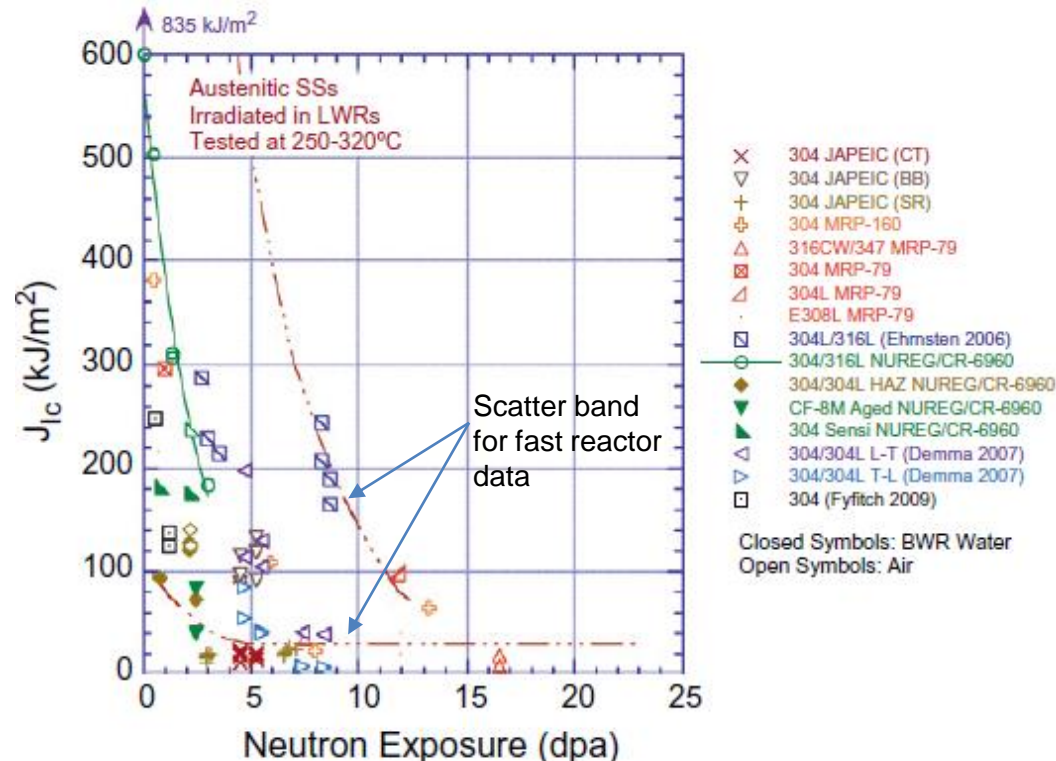 835 kJ/m²
600
500
400
300
200
100
0
J_Ic (kJ/m²)
Austenitic SSs
Irradiated in LWRs
Tested at 250-320ºC
Scatter band
for fast reactor
data
0
5
10
15
20
25
Neutron Exposure (dpa)
304 JAPEIC (CT)
304 JAPEIC (BB)
304 JAPEIC (SR)
304 MRP-160
316CW/347 MRP-79
304 MRP-79
304L MRP-79
E308L MRP-79
304L/316L (Ehrnsten 2006)
304/316L NUREG/CR-6960
304/304L HAZ NUREG/CR-6960
CF-8M Aged NUREG/CR-6960
304 Sensi NUREG/CR-6960
304/304L L-T (Demma 2007)
304/304L T-L (Demma 2007)
304 (Fyfitch 2009)
Closed Symbols: BWR Water
Open Symbols: Air